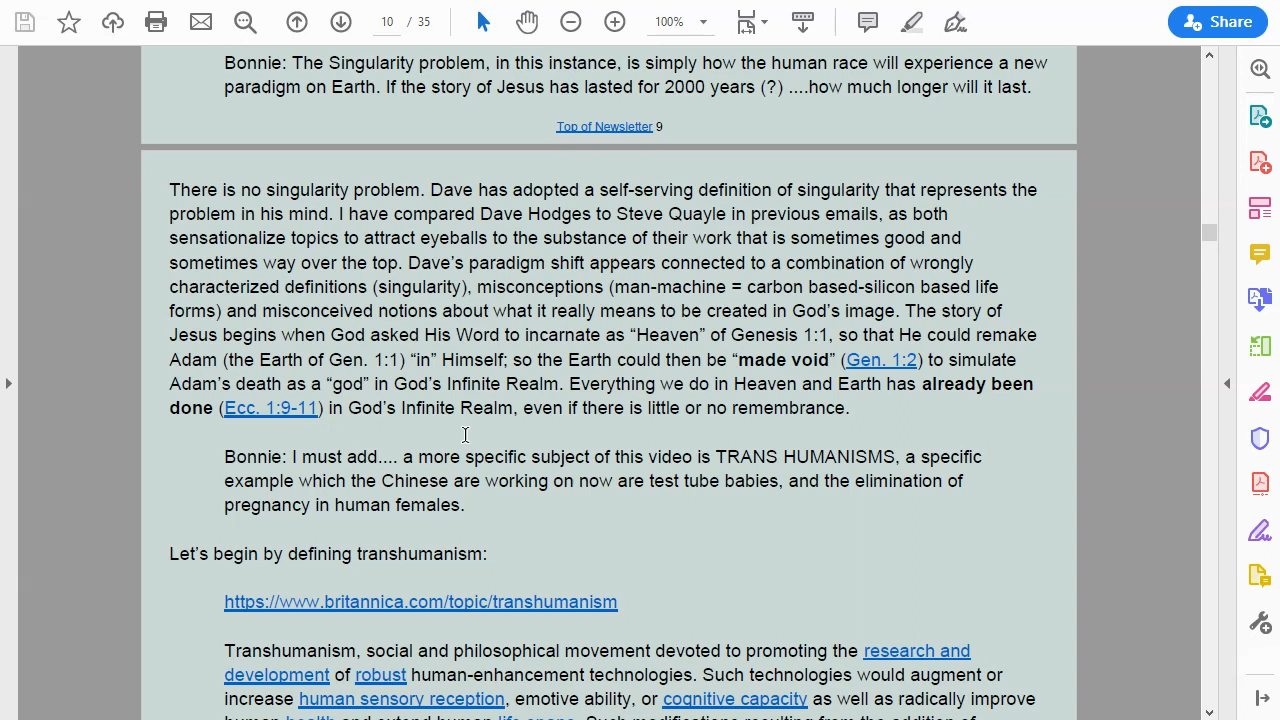 10 / 35
100%
Share
Bonnie: The Singularity problem, in this instance, is simply how the human race will experience a new
paradigm on Earth. If the story of Jesus has lasted for 2000 years (?) ....how much longer will it last.
Top of Newsletter 9
There is no singularity problem. Dave has adopted a self-serving definition of singularity that represents the
problem in his mind. I have compared Dave Hodges to Steve Quayle in previous emails, as both
sensationalize topics to attract eyeballs to the substance of their work that is sometimes good and
sometimes way over the top. Dave’s paradigm shift appears connected to a combination of wrongly
characterized definitions (singularity), misconceptions (man-machine = carbon based-silicon based life
forms) and misconceived notions about what it really means to be created in God’s image. The story of
Jesus begins when God asked His Word to incarnate as “Heaven” of Genesis 1:1, so that He could remake
Adam (the Earth of Gen. 1:1) “in” Himself; so the Earth could then be “made void” (Gen. 1:2) to simulate
Adam’s death as a “god” in God’s Infinite Realm. Everything we do in Heaven and Earth has already been
done (Ecc. 1:9-11) in God’s Infinite Realm, even if there is little or no remembrance.
Bonnie: I must add.... a more specific subject of this video is TRANS HUMANISMS, a specific
example which the Chinese are working on now are test tube babies, and the elimination of
pregnancy in human females.
Let’s begin by defining transhumanism:
https://www.britannica.com/topic/transhumanism
Transhumanism, social and philosophical movement devoted to promoting the research and
development of robust human-enhancement technologies. Such technologies would augment or
increase human sensory reception, emotive ability, or cognitive capacity as well as radically improve
human health and extend human life spans. Such modifications resulting from the addition of